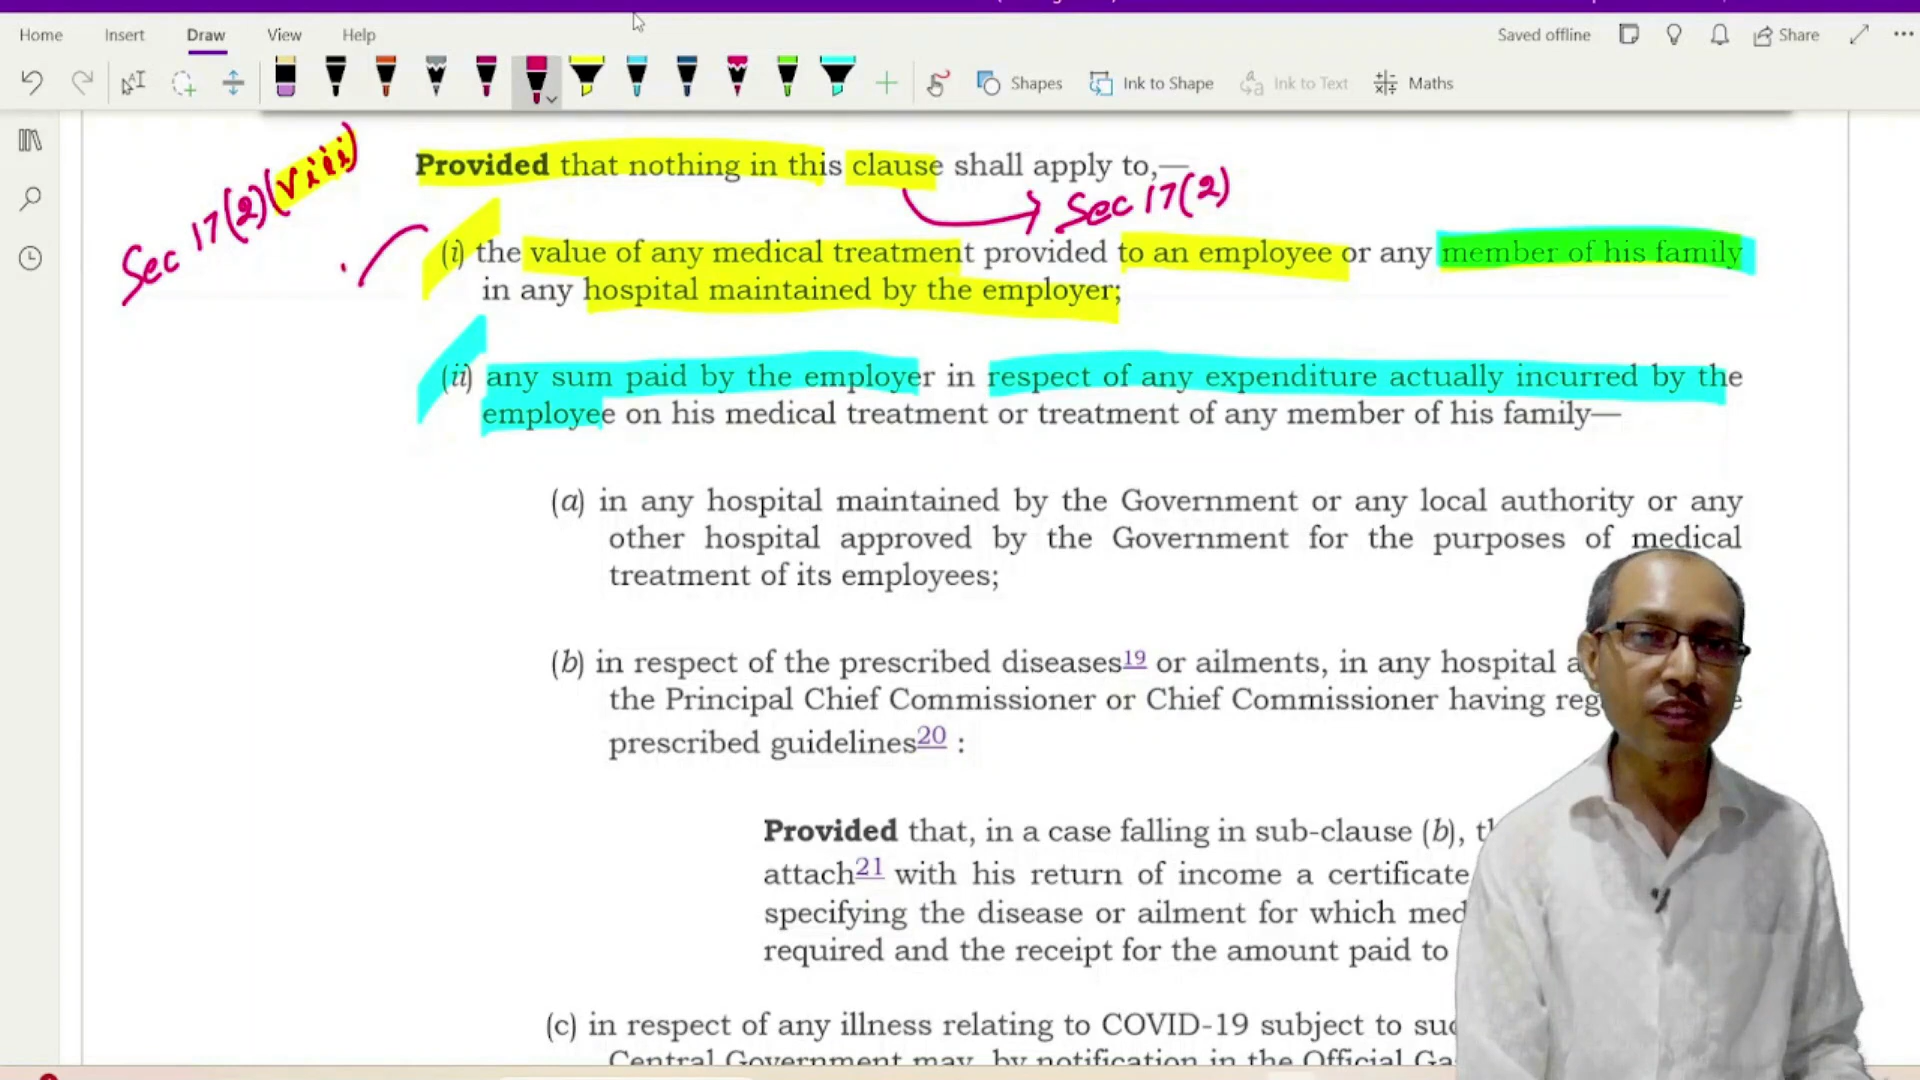 Home Insert Draw View Help Saved offline Share
Shapes Ink to Shape Ink to Text Maths
Provided that nothing in this clause shall apply to,—
Sec 17(2)(viii)
Sec 17(2)
(i) the value of any medical treatment provided to an employee or any member of his family
in any hospital maintained by the employer;
(ii) any sum paid by the employer in respect of any expenditure actually incurred by the
employee on his medical treatment or treatment of any member of his family—
(a) in any hospital maintained by the Government or any local authority or any
other hospital approved by the Government for the purposes of medical
treatment of its employees;
(b) in respect of the prescribed diseases19 or ailments, in any hospital
the Principal Chief Commissioner or Chief Commissioner having
prescribed guidelines20 :
Provided that, in a case falling in sub-clause (b),
attach21 with his return of income a certificate
specifying the disease or ailment for which
required and the receipt for the amount paid to
(c) in respect of any illness relating to COVID-19 subject to
Central Government may, by notification in the Official